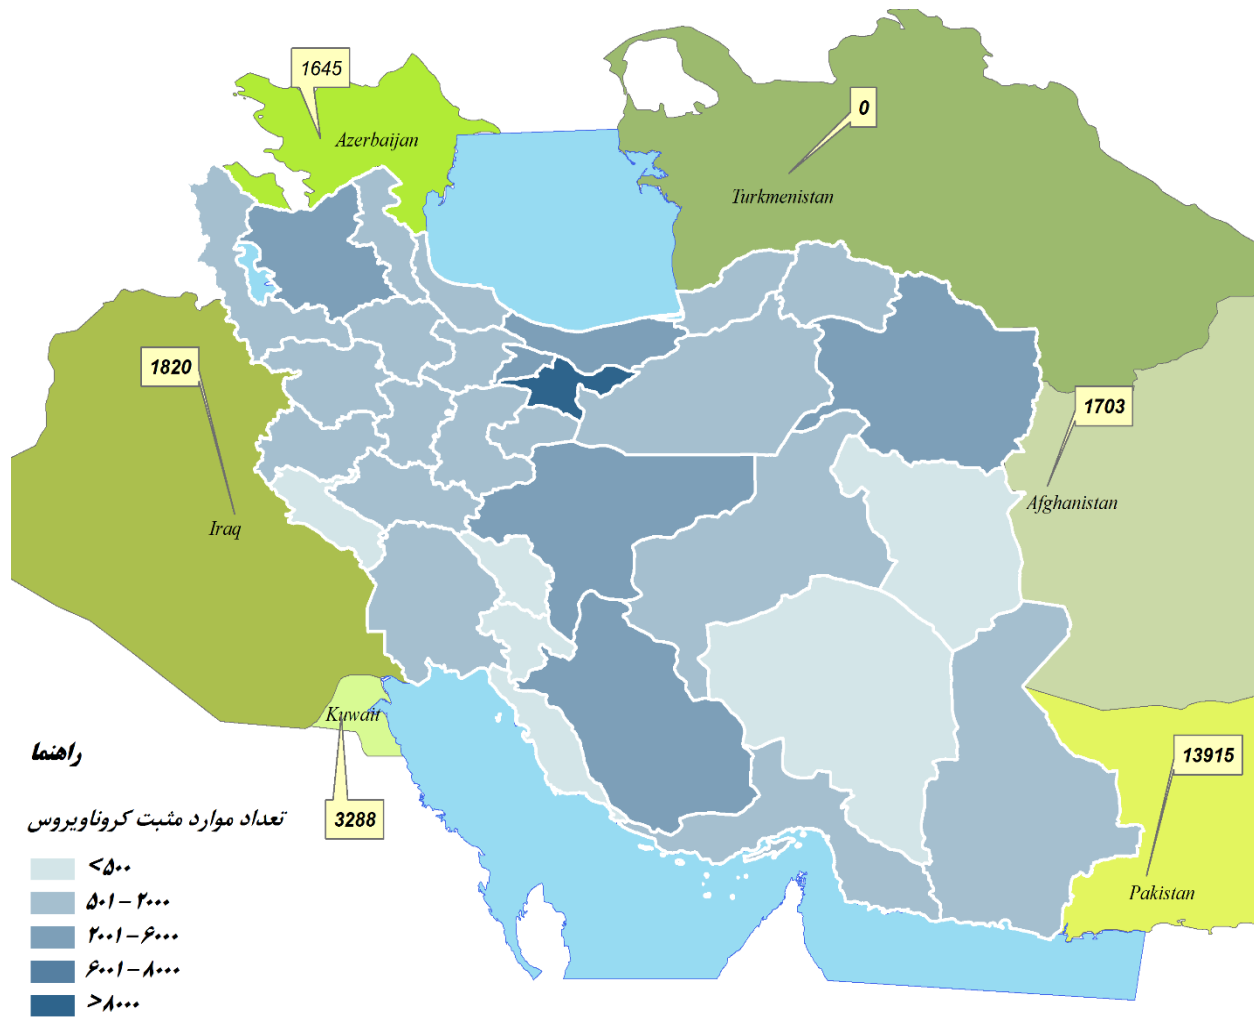 1645
Azerbaijan
0
Turkmenistan
1820
1703
Afghanistan
Iraq
Kuwait
راهنما
13915
3288
تعداد موارد مثبت کروناویروس
<۵۰۰
۵۰۱-۲۰۰۰
Pakistan
۲۰۰۱-۶۰۰۰
۶۰۰۱-۸۰۰۰
>۸۰۰۰